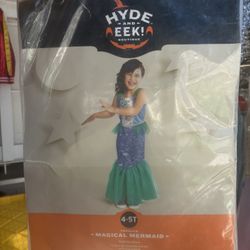 HYDE
AND
EEK!
BOUTIQUE
4-5T
MAGICAL MERMAID